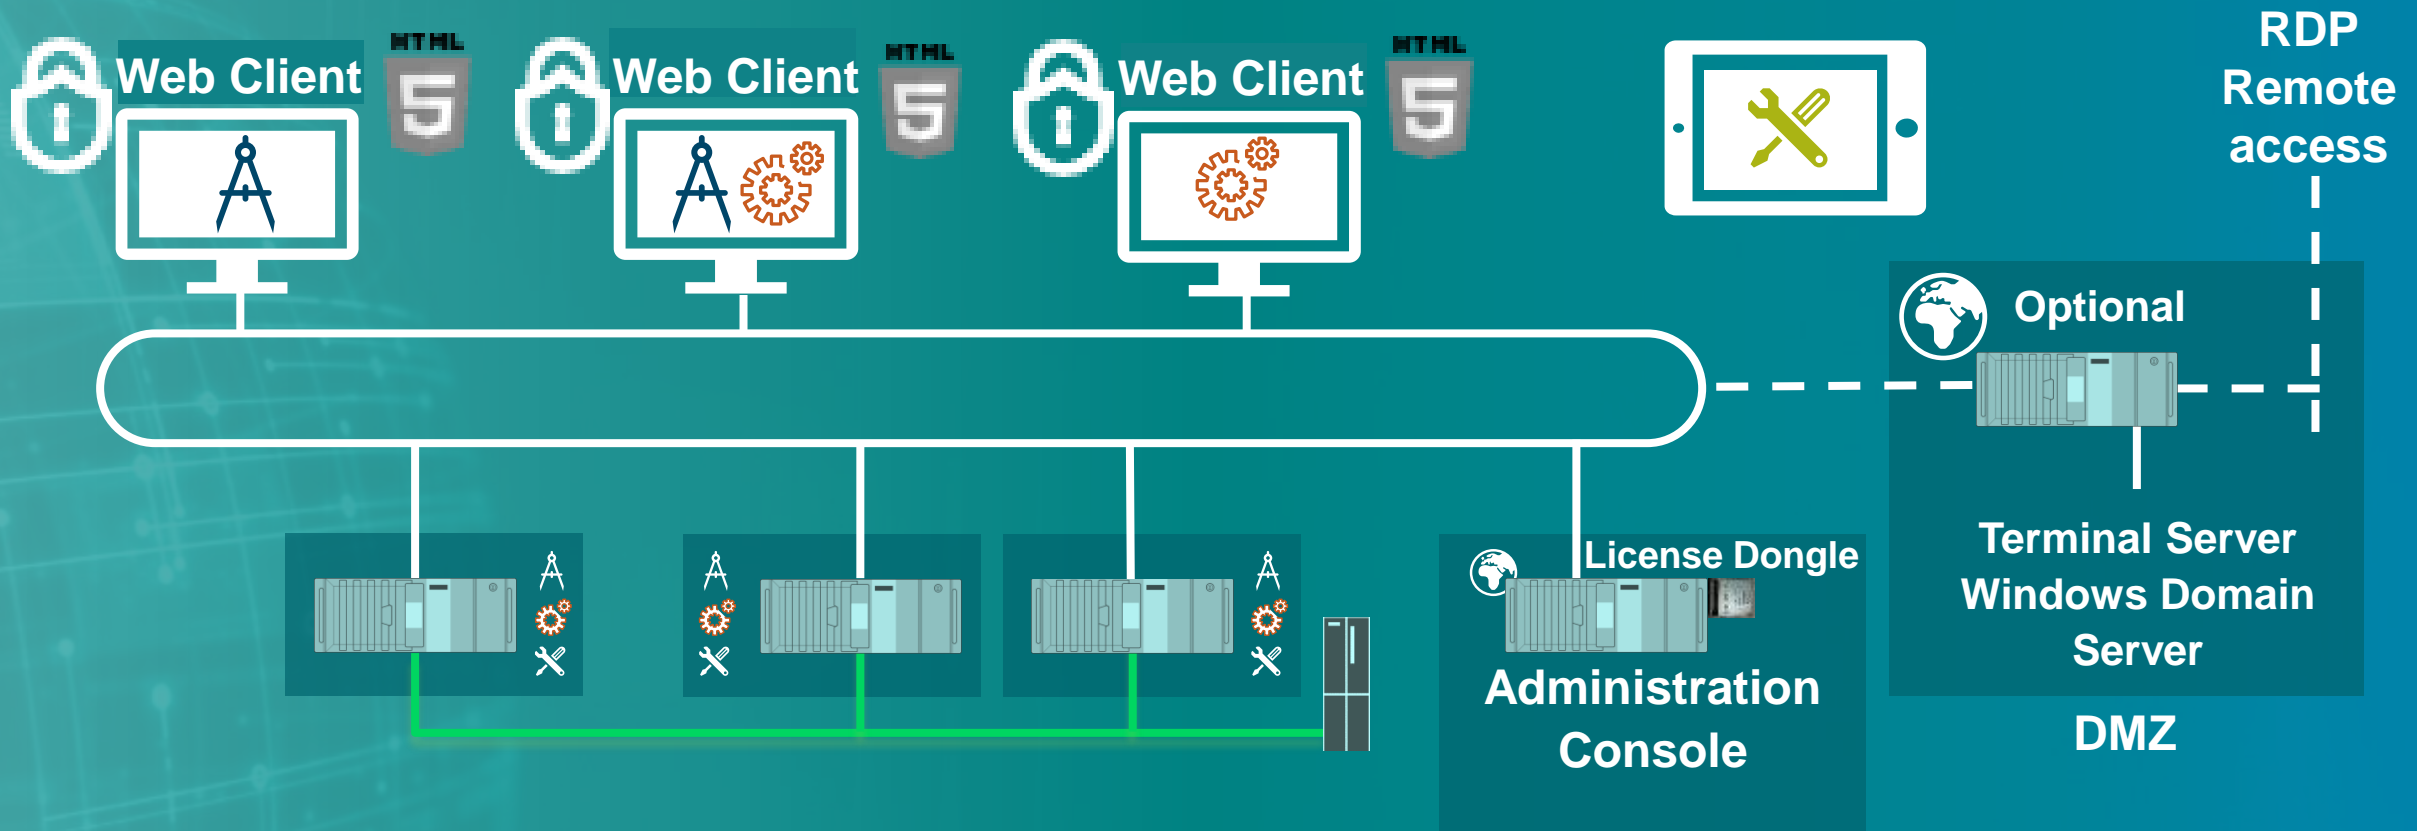 Web Client
HTML
5
Web Client
HTML
5
Web Client
HTML
5
RDP
Remote
access
Optional
Terminal Server
Windows Domain
Server
DMZ
License Dongle
Administration
Console